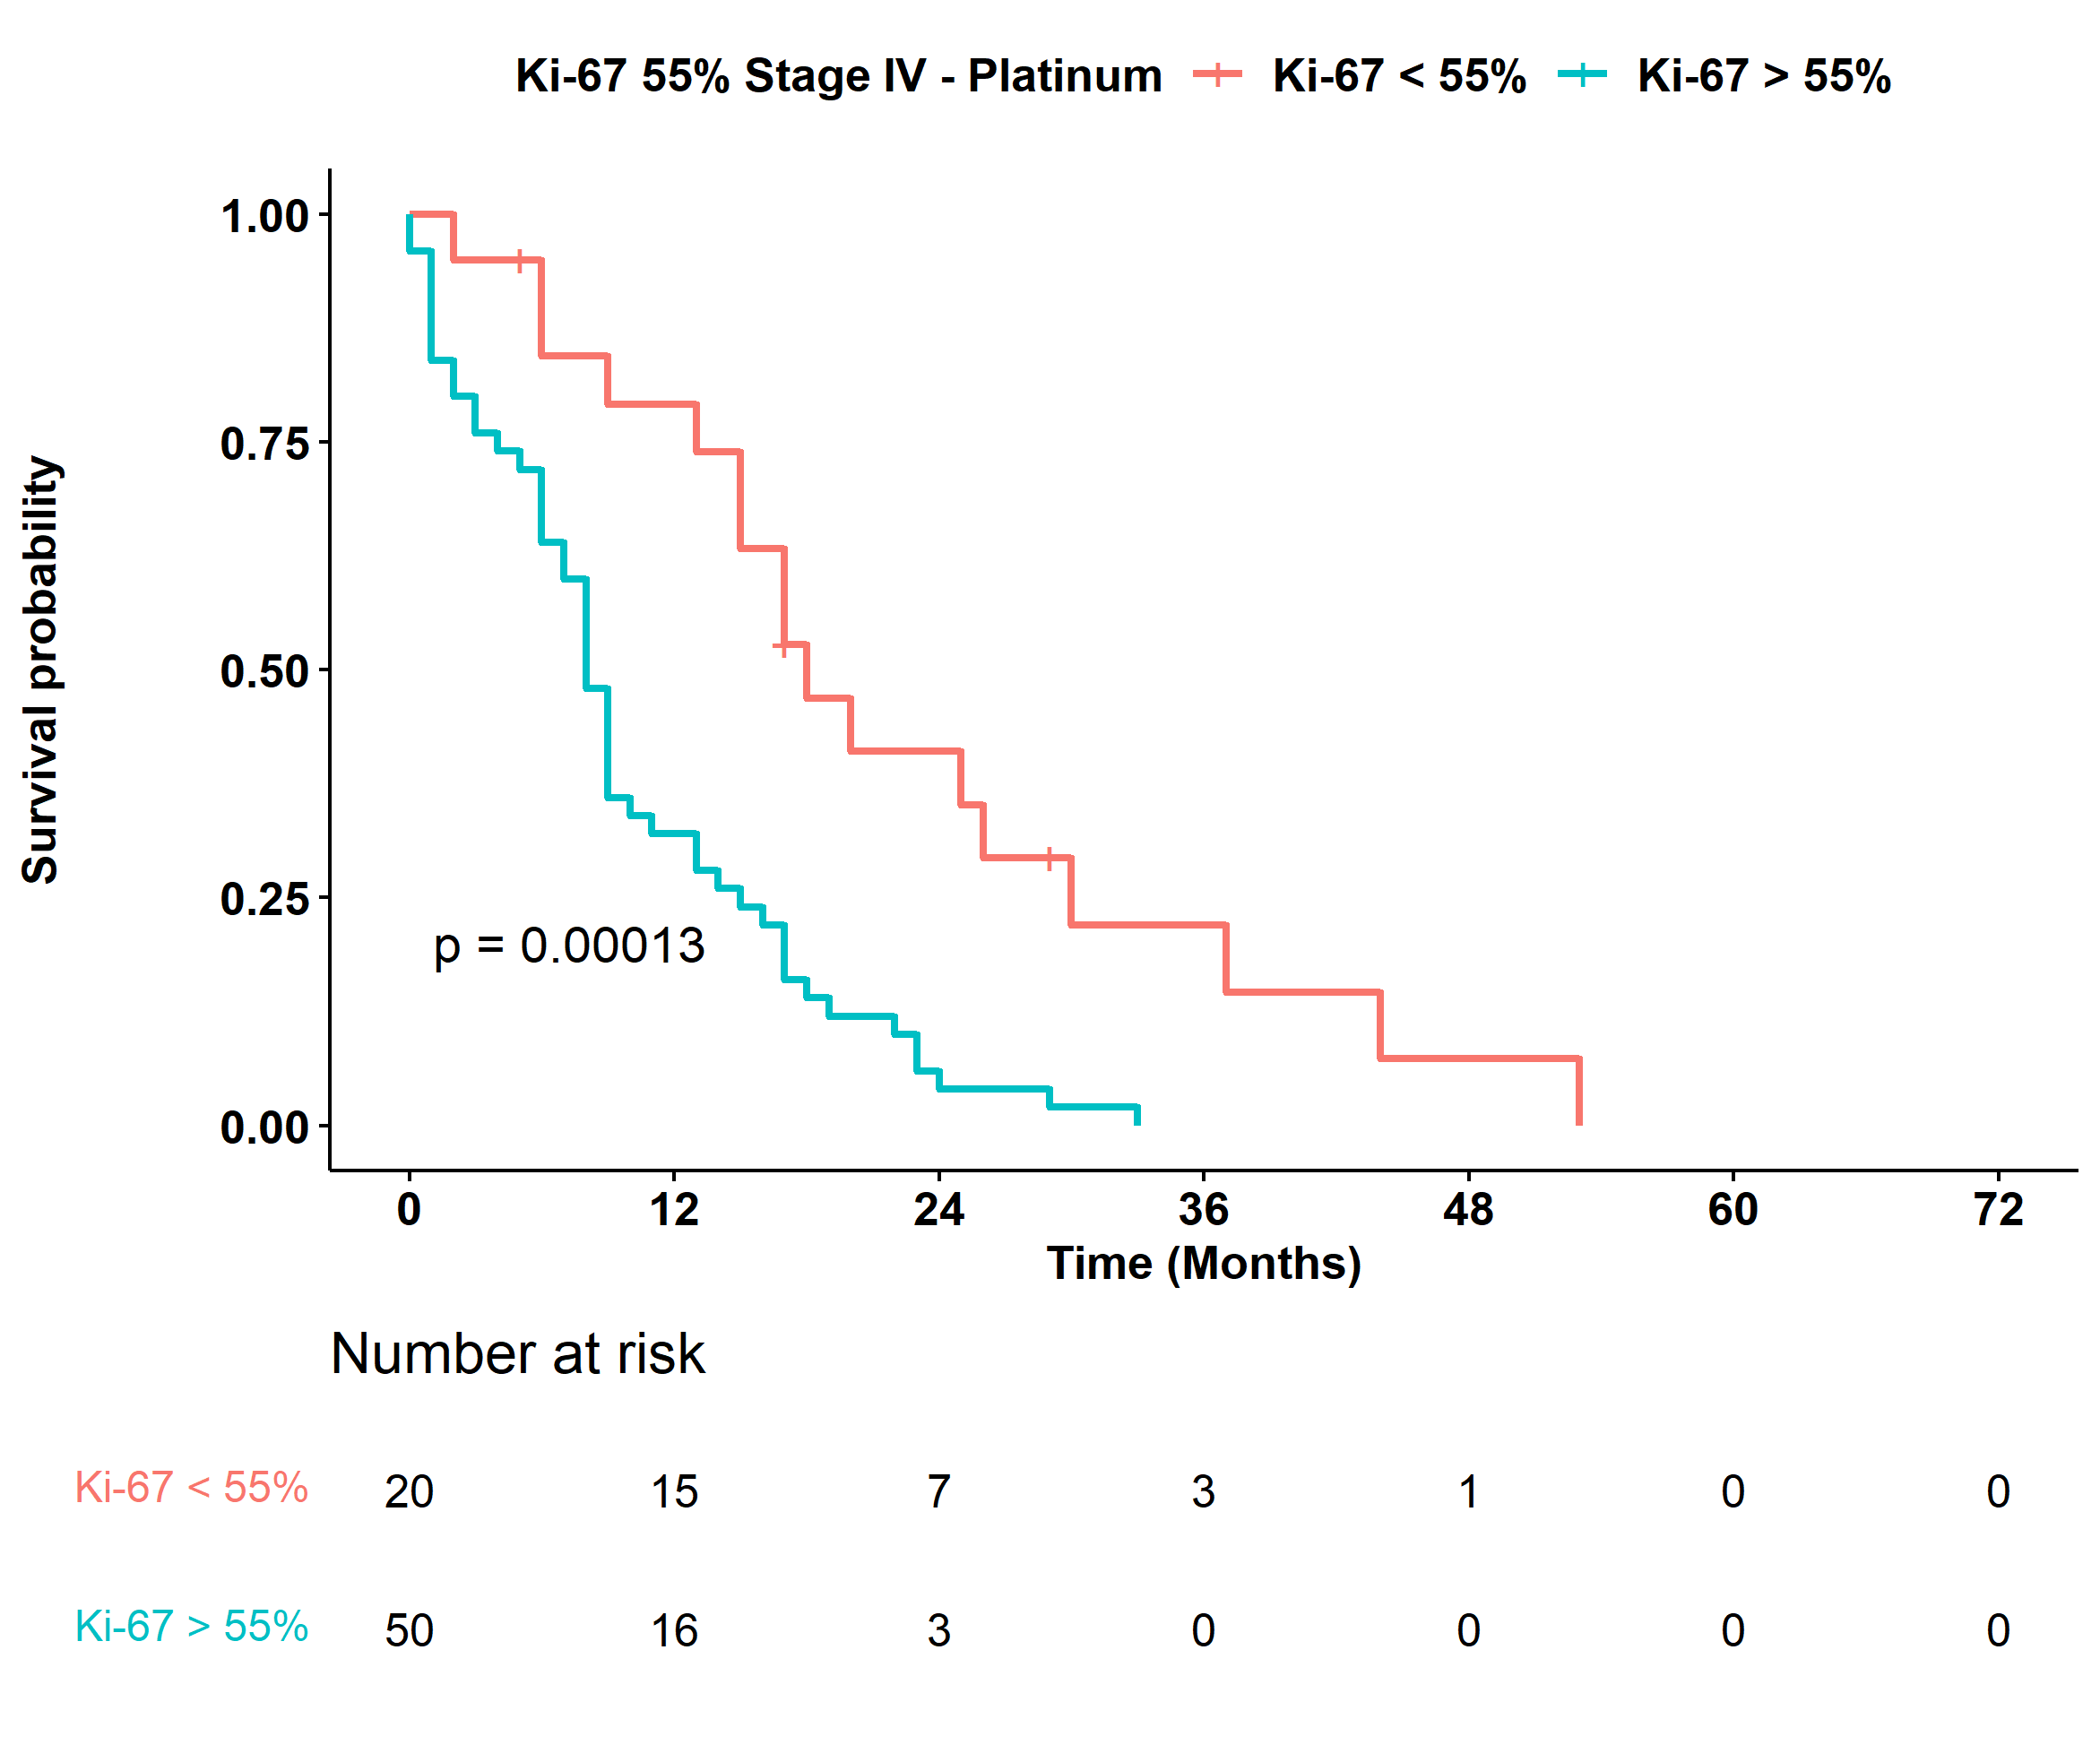 Ki-67 55% Stage IV - Platinum Ki-67 < 55% Ki-67 > 55%
Survival probability
1.00
0.75
0.50
0.25
0.00
p = 0.00013
0 12 24 36 48 60 72
Time (Months)
Number at risk
Ki-67 < 55% 20 15 7 3 1 0 0
Ki-67 > 55% 50 16 3 0 0 0 0